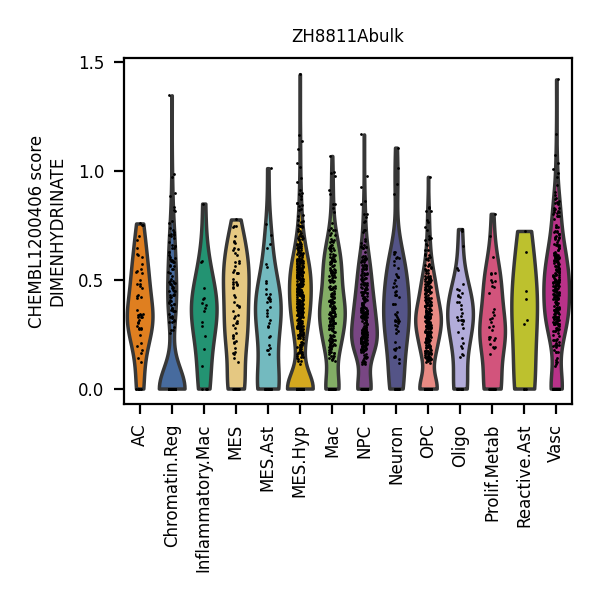 ZH8811Abulk
CHEMBL1200406 score
DIMENHYDRINATE
1.5
1.0
0.5
0.0
AC
Chromatin.Reg
Inflammatory.Mac
MES
MES.Ast
MES.Hyp
Mac
NPC
Neuron
OPC
Oligo
Prolif.Metab
Reactive.Ast
Vasc